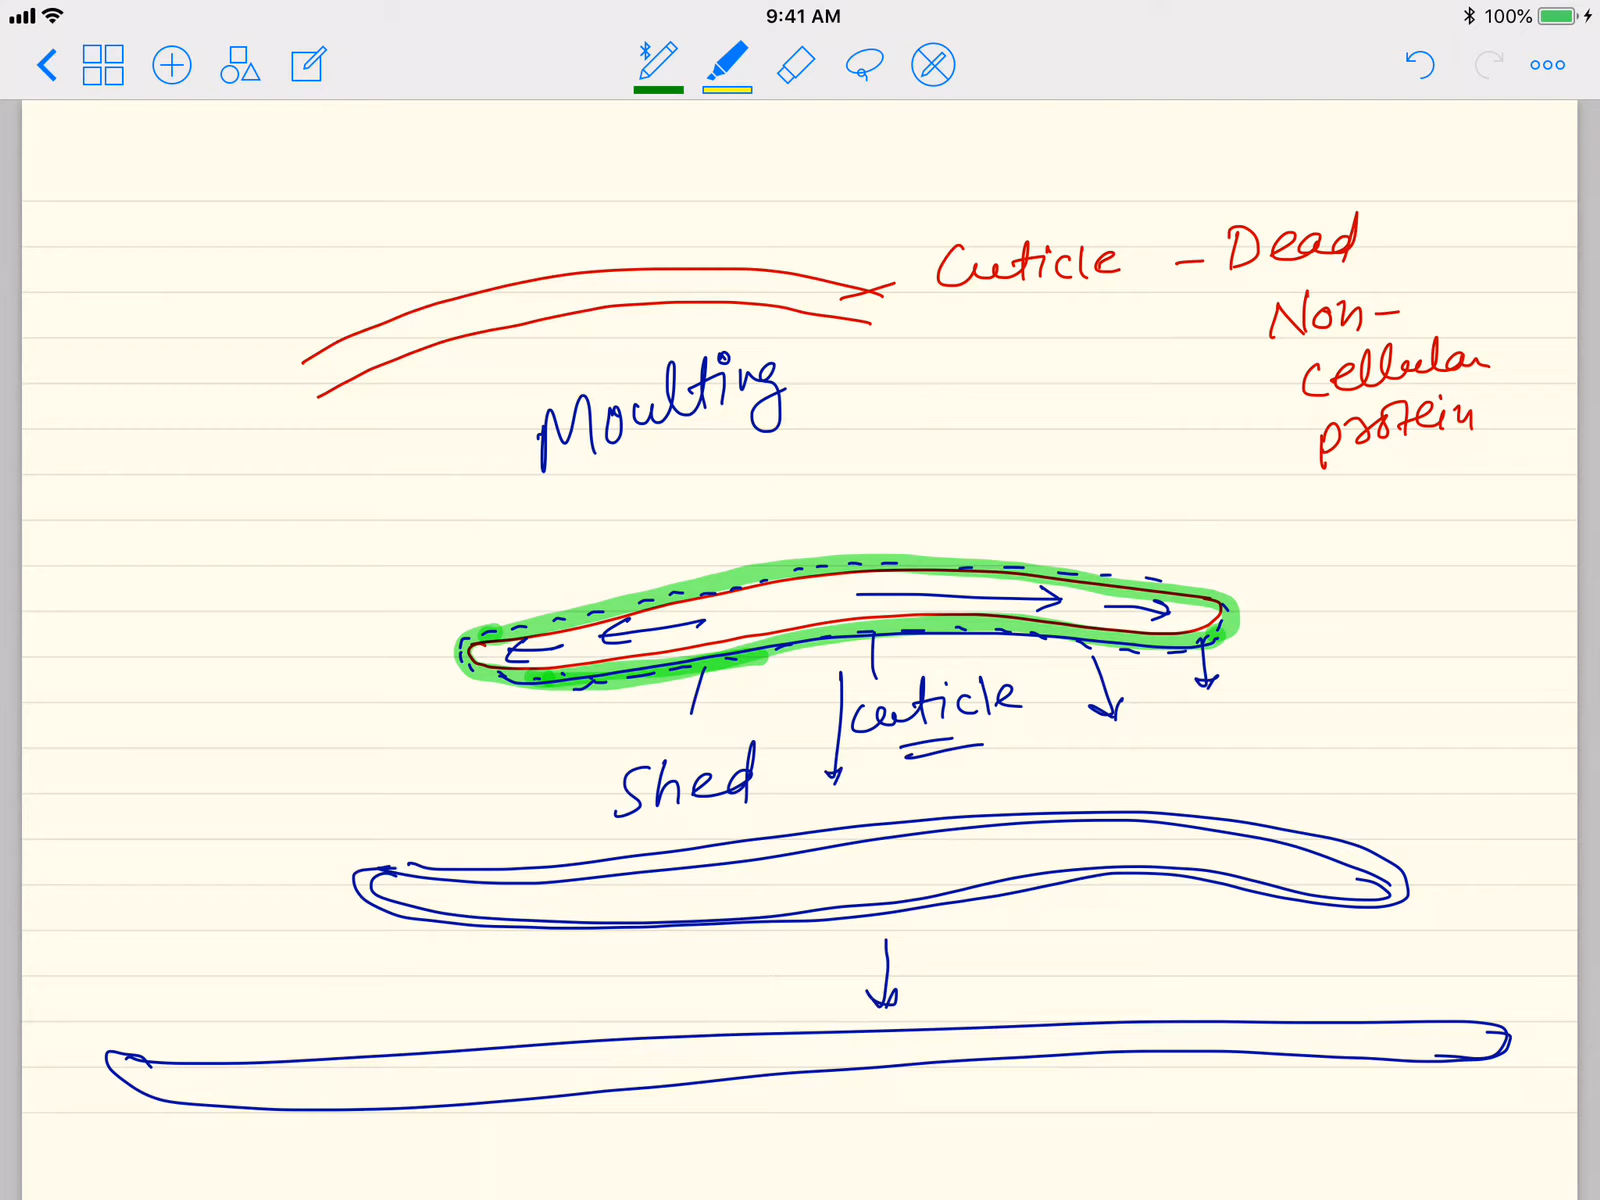 9:41 AM
100%
Cuticle - Dead
Non-
cellular
protein
Moulting
cuticle
Shed